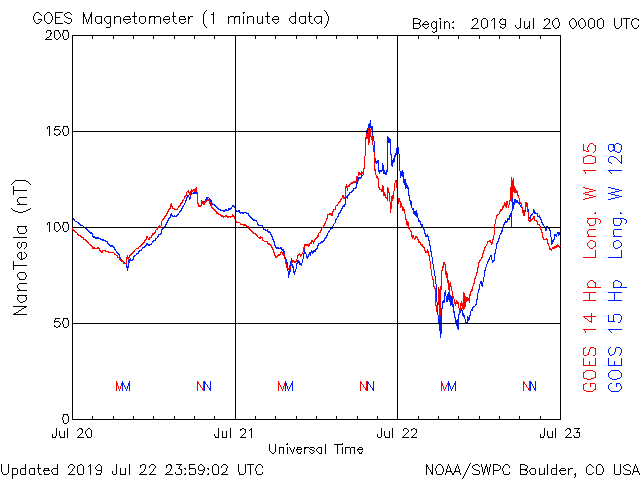 GOES Magnetometer (1 minute data)
Begin: 2019 Jul 20 0000 UTC
200
150
100
50
0
NanoTesla (nT)
M M N N M M N N M M N N
Jul 20 Jul 21 Jul 22 Jul 23
Universal Time
GOES 14 Hp Long. W 105
GOES 15 Hp Long. W 128
Updated 2019 Jul 22 23:59:02 UTC
NOAA/SWPC Boulder, CO USA